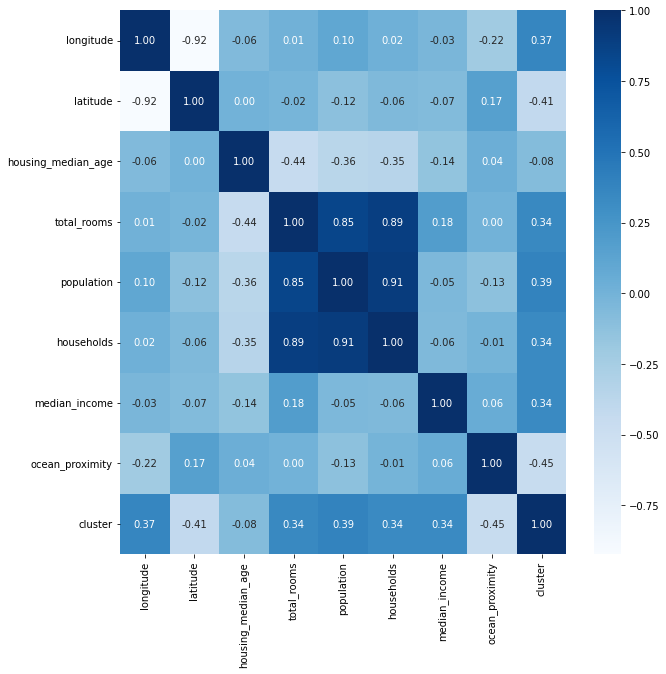 longitude 1.00 -0.92 -0.06 0.01 0.10 0.02 -0.03 -0.22 0.37
latitude -0.92 1.00 0.00 -0.02 -0.12 -0.06 -0.07 0.17 -0.41
housing_median_age -0.06 0.00 1.00 -0.44 -0.36 -0.35 -0.14 0.04 -0.08
total_rooms 0.01 -0.02 -0.44 1.00 0.85 0.89 0.18 0.00 0.34
population 0.10 -0.12 -0.36 0.85 1.00 0.91 -0.05 -0.13 0.39
households 0.02 -0.06 -0.35 0.89 0.91 1.00 -0.06 -0.01 0.34
median_income -0.03 -0.07 -0.14 0.18 -0.05 -0.06 1.00 0.06 0.34
ocean_proximity -0.22 0.17 0.04 0.00 -0.13 -0.01 0.06 1.00 -0.45
cluster 0.37 -0.41 -0.08 0.34 0.39 0.34 0.34 -0.45 1.00
longitude
latitude
housing_median_age
total_rooms
population
households
median_income
ocean_proximity
cluster
1.00
0.75
0.50
0.25
0.00
−0.25
−0.50
−0.75